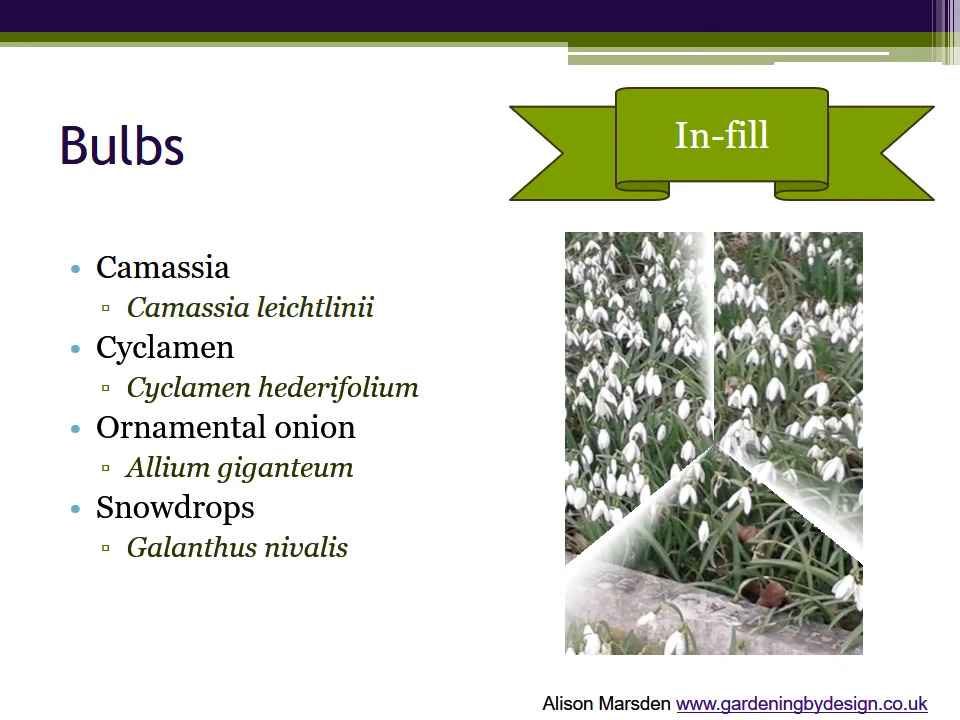 Bulbs
In-fill
• Camassia
▫ Camassia leichtlinii
• Cyclamen
▫ Cyclamen hederifolium
• Ornamental onion
▫ Allium giganteum
• Snowdrops
▫ Galanthus nivalis
Alison Marsden www.gardeningbydesign.co.uk